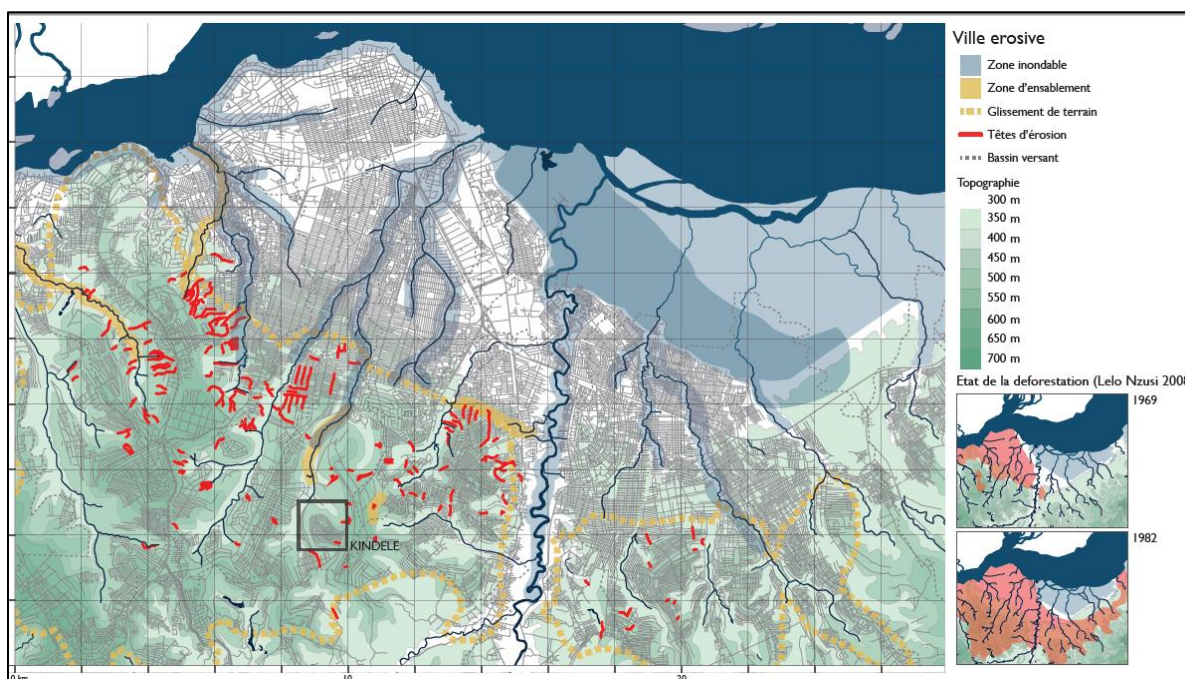 Ville erosive
Zone inondable
Zone d'ensablement
Glissement de terrain
Têtes d'érosion
Bassin versant
Topographie
300 m
350 m
400 m
450 m
500 m
550 m
600 m
650 m
700 m
Etat de la deforestation (Lelo Nzusi 2008
1969
1982
KINDELE
0 km
10
20